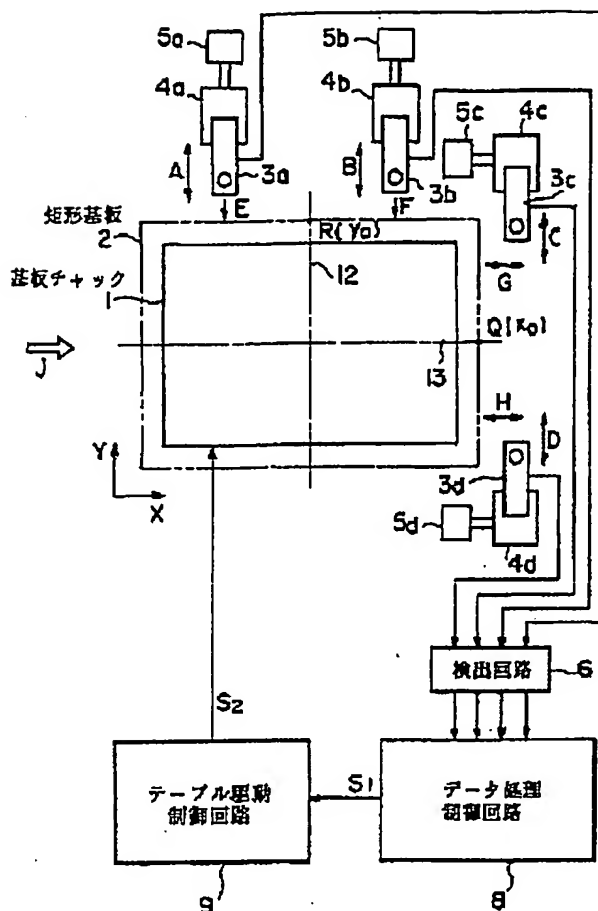 5a
5b
4a
4b
4c
5c
A
B
3a
3b
3c
C
E
F
矩形基板
2
R(y₀)
12
G
基板チャック
1
Q(x₀)
13
J
H
D
Y
X
3d
5d
4d
検出回路
6
S2
テーブル駆動
制御回路
S1
データ処理
制御回路
9
8